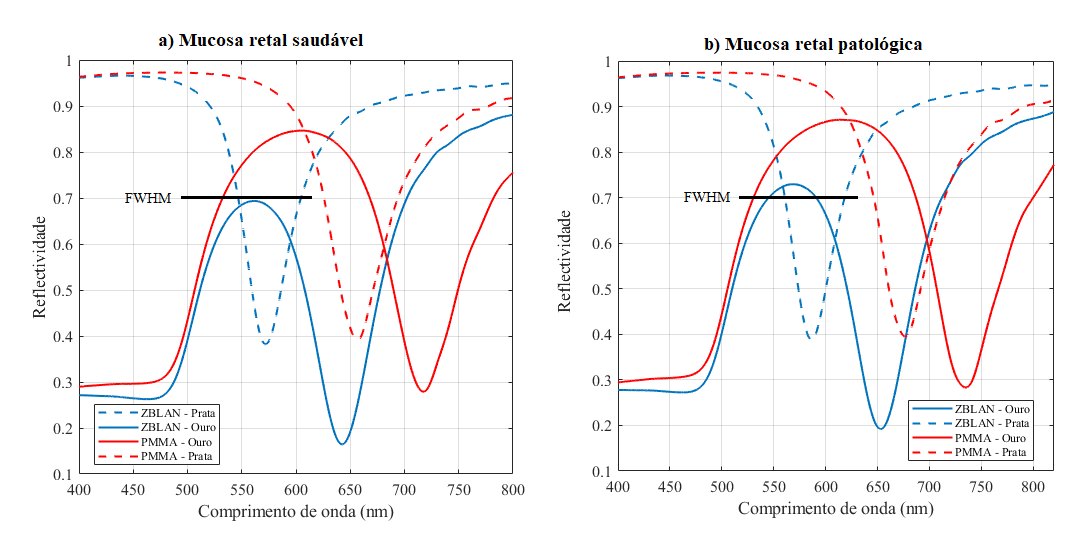 a) Mucosa retal saudável
1
0.9
0.8
0.7
0.6
0.5
0.4
0.3
0.2
0.1
Reflectividade
FWHM
ZBLAN - Prata
ZBLAN - Ouro
PMMA - Ouro
PMMA - Prata
400 450 500 550 600 650 700 750 800
Comprimento de onda (nm)
b) Mucosa retal patológica
1
0.9
0.8
0.7
0.6
0.5
0.4
0.3
0.2
0.1
Reflectividade
FWHM
ZBLAN - Ouro
ZBLAN - Prata
PMMA - Ouro
PMMA - Prata
400 450 500 550 600 650 700 750 800
Comprimento de onda (nm)